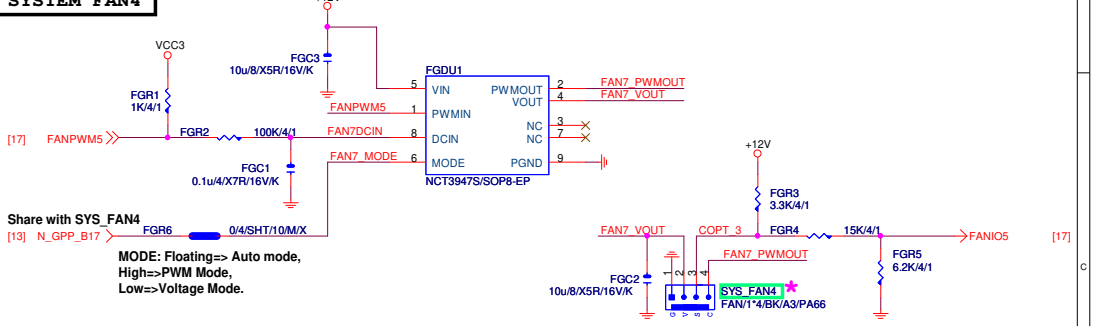 SYSTEM FAN4
+12V
VCC3
FGC3
10u/8/X5R/16V/K
FGDU1
FGR1
1K/4/1
5 VIN
PWMOUT 2 FAN7_PWMOUT
VOUT 4 FAN7_VOUT
FANPWM5 1 PWMIN
NC 3
[17] FANPWM5 FGR2 100K/4/1 FAN7DCIN 8 DCIN
NC 7
FAN7_MODE 6 MODE
PGND 9
FGC1
0.1u/4/X7R/16V/K
NCT3947S/SOP8-EP
+12V
FGR3
3.3K/4/1
Share with SYS_FAN4
[13] N_GPP_B17 FGR6 0/4/SHT/10/M/X
MODE: Floating=> Auto mode,
High=>PWM Mode,
Low=>Voltage Mode.
FAN7_VOUT COPT_3 FGR4 15K/4/1 FANIO5 [17]
FAN7_PWMOUT
FGR5
6.2K/4/1
FGC2
10u/8/X5R/16V/K
1 2 3 4
G V S C
SYS_FAN4 *
FAN/1*4/BK/A3/PA66
C